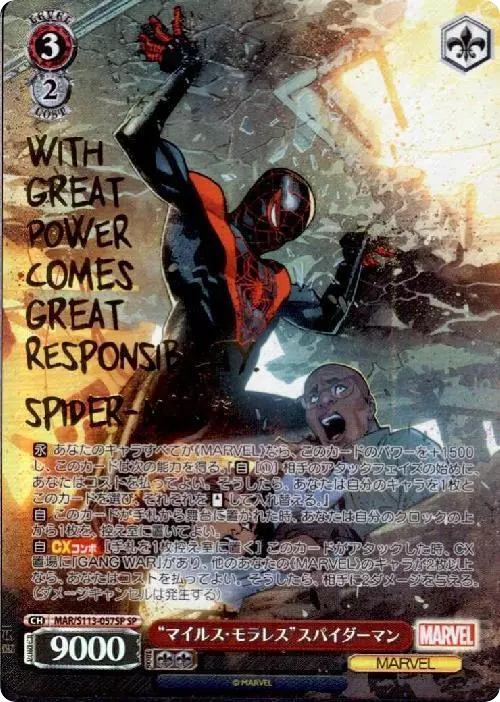 LEVEL
3
2
COST
WITH
GREAT
POWER
COMES
GREAT
RESPONSIB
SPIDER-
永 あなたのキャラすべてが《MARVEL》なら、このカードのパワーを＋1500
し、このカードは次の能力を得る。『自 [(1)] 相手のアタックフェイズの始めに
あなたはコストを払ってよい。そうしたら、あなたは自分のキャラを1枚と
このカードを選び、それぞれを して入れ替える。』
自 このカードが手札から舞台に置かれた時、あなたは自分のクロックの上
から1枚を、控え室に置いてよい。
自 CXコンボ [手札を1枚控え室に置く] このカードがアタックした時、CX
置場に「GANG WAR」があり、他のあなたの《MARVEL》のキャラが2枚以上
なら、あなたはコストを払ってよい。そうしたら、相手に2ダメージを与える。
(ダメージキャンセルは発生する)
CH MAR/S113-057SP SP
9000
“マイルス・モラレス”スパイダーマン
MARVEL
MARVEL
©MARVEL